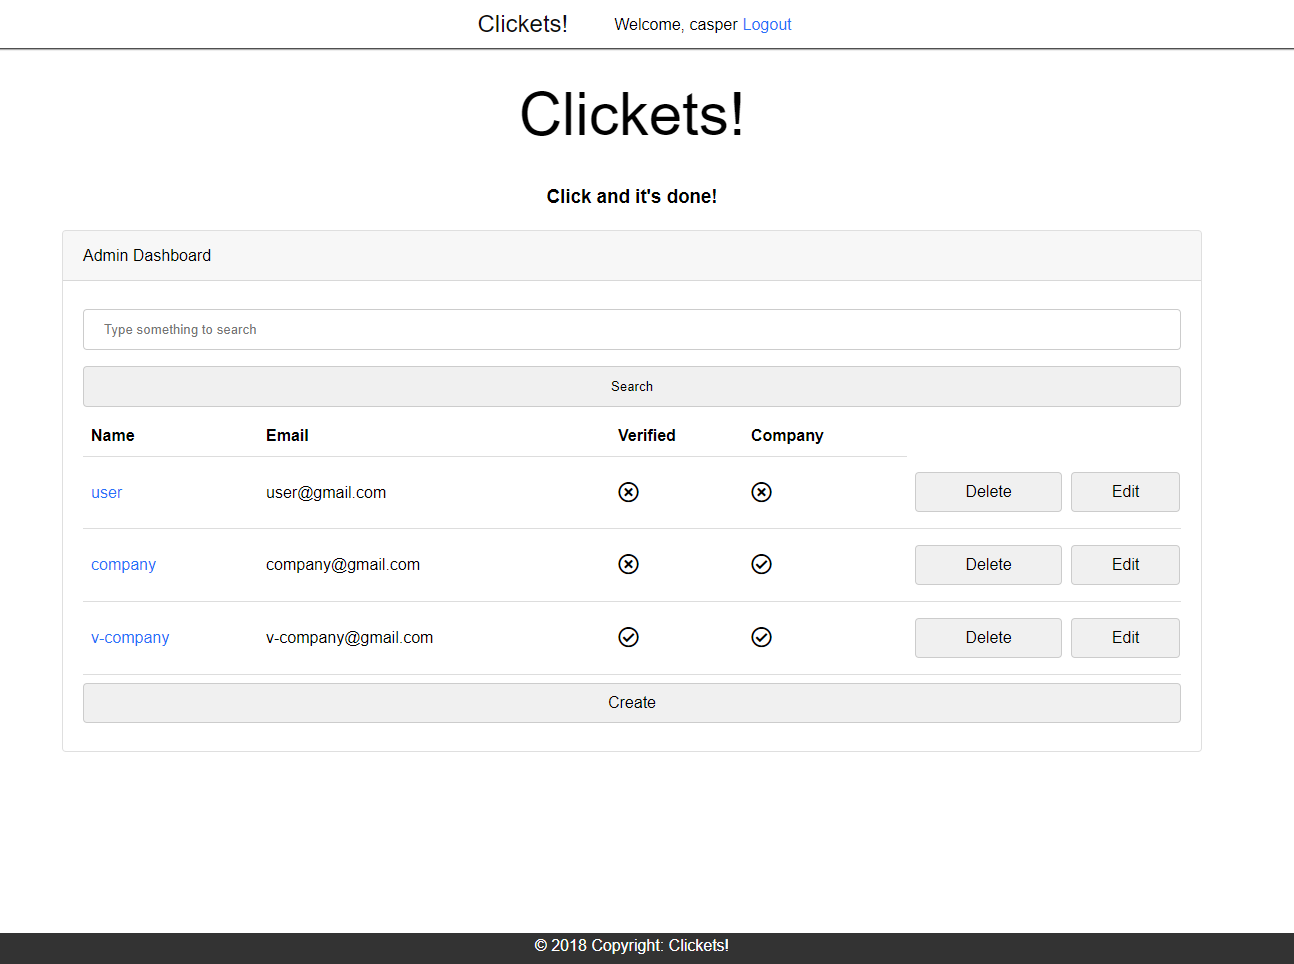 Clickets! Welcome, casper Logout
Clickets!
Click and it's done!
Admin Dashboard
Type something to search
Search
Name Email Verified Company
user user@gmail.com Delete Edit
company company@gmail.com Delete Edit
v-company v-company@gmail.com Delete Edit
Create
© 2018 Copyright: Clickets!